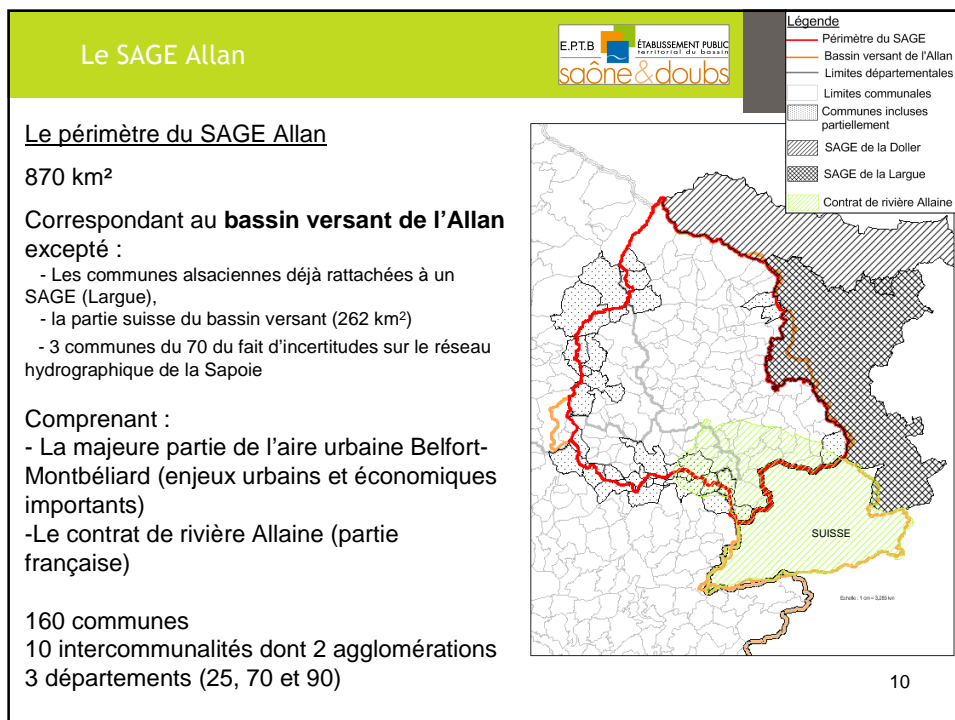 Le SAGE Allan
E.P.T.B
ÉTABLISSEMENT PUBLIC
territorial du bassin
saône&doubs
Légende
Périmètre du SAGE
Bassin versant de l'Allan
Limites départementales
Limites communales
Communes incluses
partiellement
SAGE de la Doller
SAGE de la Largue
Contrat de rivière Allaine
Le périmètre du SAGE Allan
870 km²
Correspondant au bassin versant de l’Allan
excepté :
- Les communes alsaciennes déjà rattachées à un
SAGE (Largue),
- la partie suisse du bassin versant (262 km²)
- 3 communes du 70 du fait d’incertitudes sur le réseau
hydrographique de la Sapoie
Comprenant :
- La majeure partie de l’aire urbaine Belfort-
Montbéliard (enjeux urbains et économiques
importants)
-Le contrat de rivière Allaine (partie
française)
160 communes
10 intercommunalités dont 2 agglomérations
3 départements (25, 70 et 90)
SUISSE
Echelle : 1 cm = 3,285 km
10